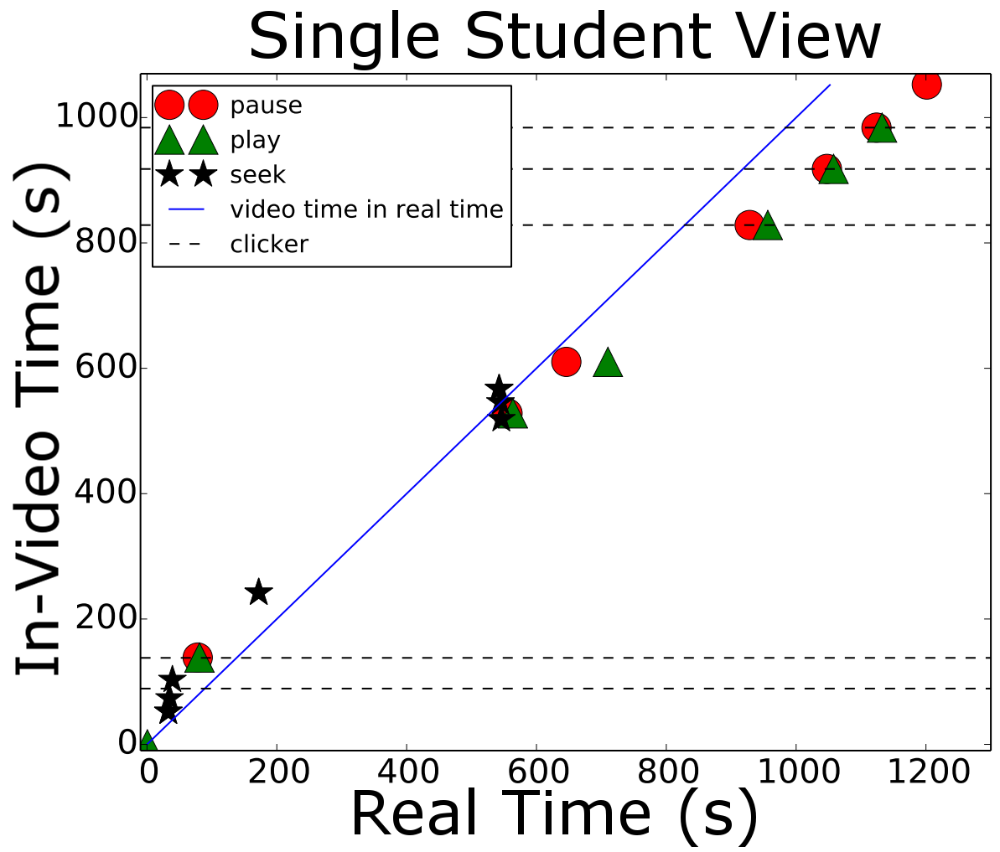 Single Student View
pause
play
seek
video time in real time
clicker
1000
800
600
400
200
0
In-Video Time (s)
0 200 400 600 800 1000 1200
Real Time (s)